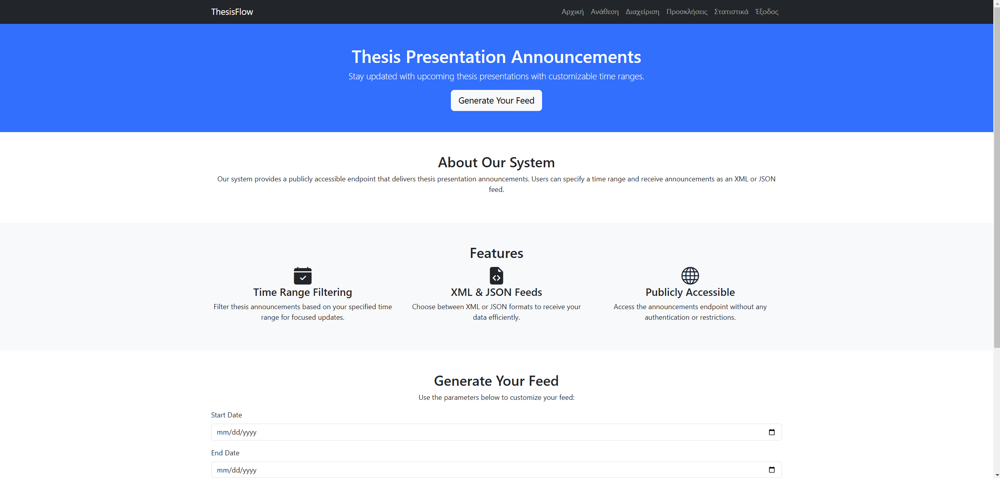 ThesisFlow
Αρχική Ανάθεση Διαχείριση Προσκλήσεις Στατιστικά Έξοδος
Thesis Presentation Announcements
Stay updated with upcoming thesis presentations with customizable time ranges.
Generate Your Feed
About Our System
Our system provides a publicly accessible endpoint that delivers thesis presentation announcements. Users can specify a time range and receive announcements as an XML or JSON
feed.
Features
Time Range Filtering
Filter thesis announcements based on your specified time
range for focused updates.
XML & JSON Feeds
Choose between XML or JSON formats to receive your
data efficiently.
Publicly Accessible
Access the announcements endpoint without any
authentication or restrictions.
Generate Your Feed
Use the parameters below to customize your feed:
Start Date
mm/dd/yyyy
End Date
mm/dd/yyyy